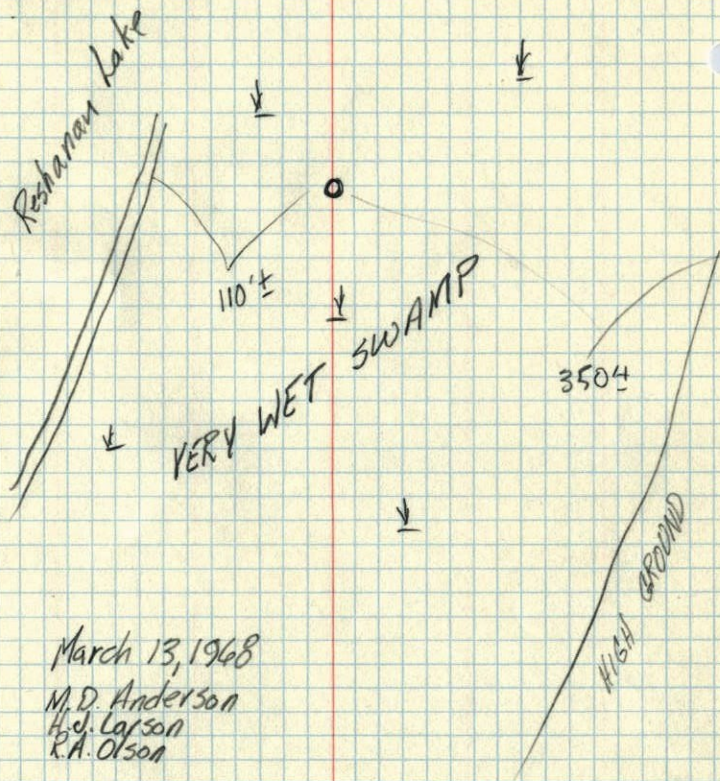 Reshanau Lake
110'±
VERY WET SWAMP
350±
HIGH GROUND
March 13, 1968
M.D. Anderson
H.J. Larson
R.A. Olson